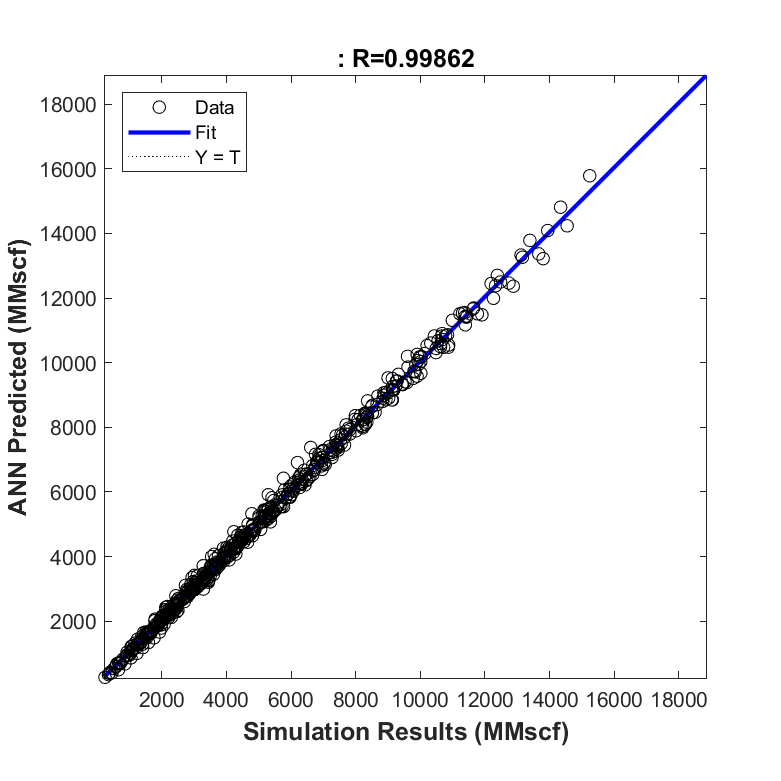 : R=0.99862
Data
Fit
Y = T
18000
16000
14000
12000
10000
8000
6000
4000
2000
ANN Predicted (MMscf)
2000 4000 6000 8000 10000 12000 14000 16000 18000
Simulation Results (MMscf)